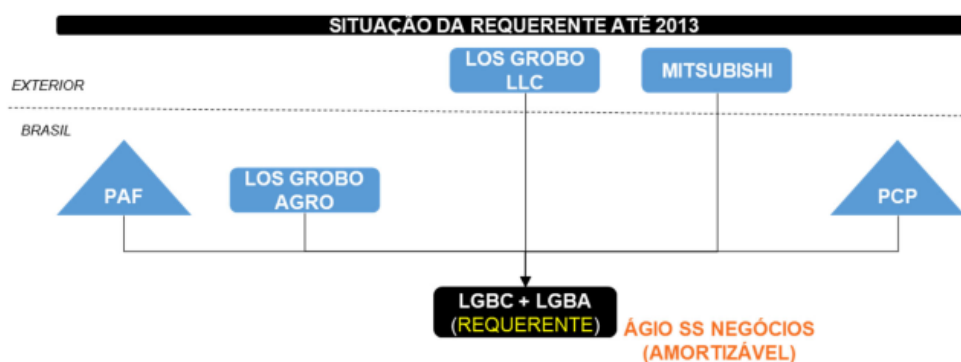 SITUAÇÃO DA REQUERENTE ATÉ 2013
LOS GROBO
LLC
MITSUBISHI
EXTERIOR
BRASIL
PAF
LOS GROBO
AGRO
PCP
LGBC + LGBA
(REQUERENTE)
ÁGIO SS NEGÓCIOS
(AMORTIZÁVEL)